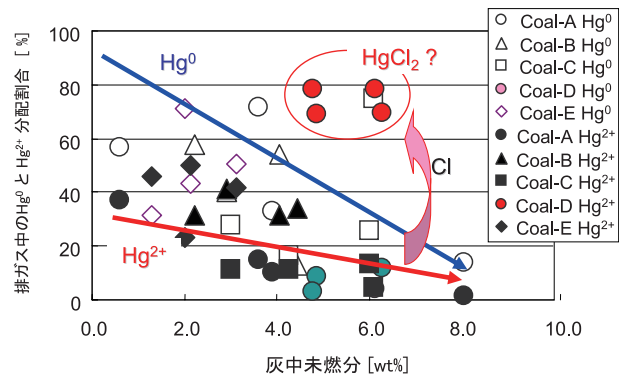 排ガス中のHg⁰ と Hg²⁺ 分配割合 [%]
100
80
60
40
20
0
0.0
2.0
4.0
6.0
8.0
10.0
灰中未燃分 [wt%]
Hg⁰
Hg²⁺
HgCl₂ ?
Cl
Coal-A Hg⁰
Coal-B Hg⁰
Coal-C Hg⁰
Coal-D Hg⁰
Coal-E Hg⁰
Coal-A Hg²⁺
Coal-B Hg²⁺
Coal-C Hg²⁺
Coal-D Hg²⁺
Coal-E Hg²⁺